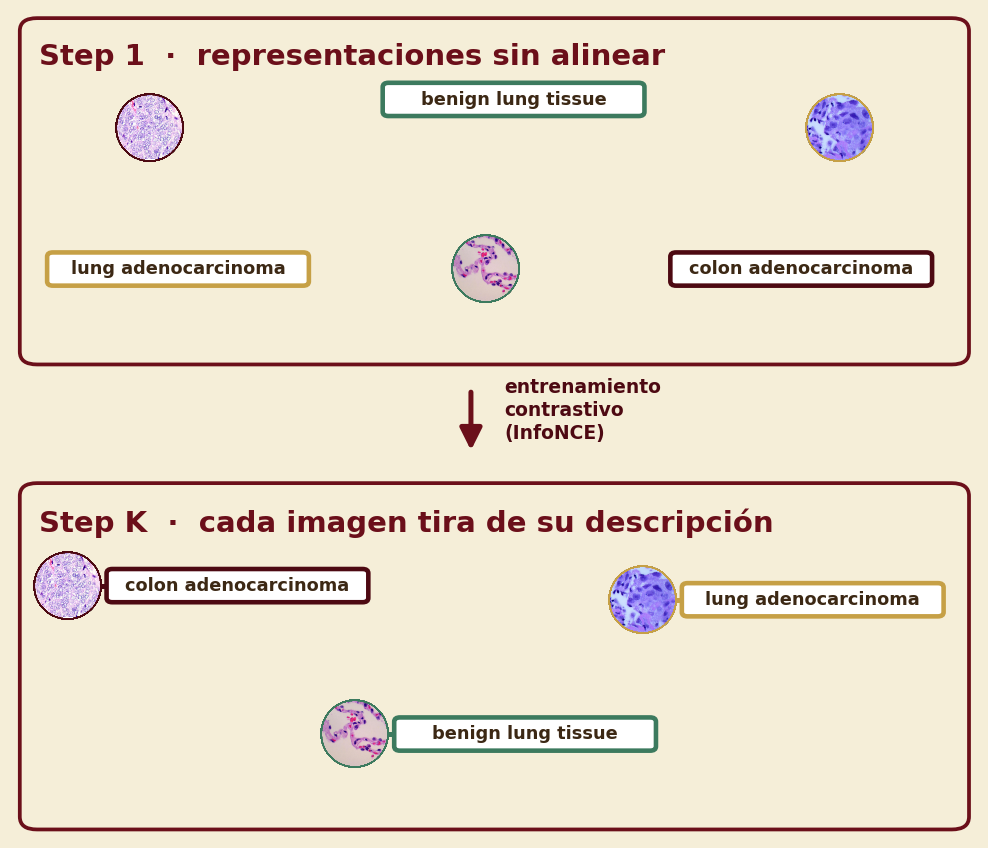 Step 1 · representaciones sin alinear
benign lung tissue
lung adenocarcinoma
colon adenocarcinoma
entrenamiento
contrastivo
(InfoNCE)
Step K · cada imagen tira de su descripción
colon adenocarcinoma
lung adenocarcinoma
benign lung tissue